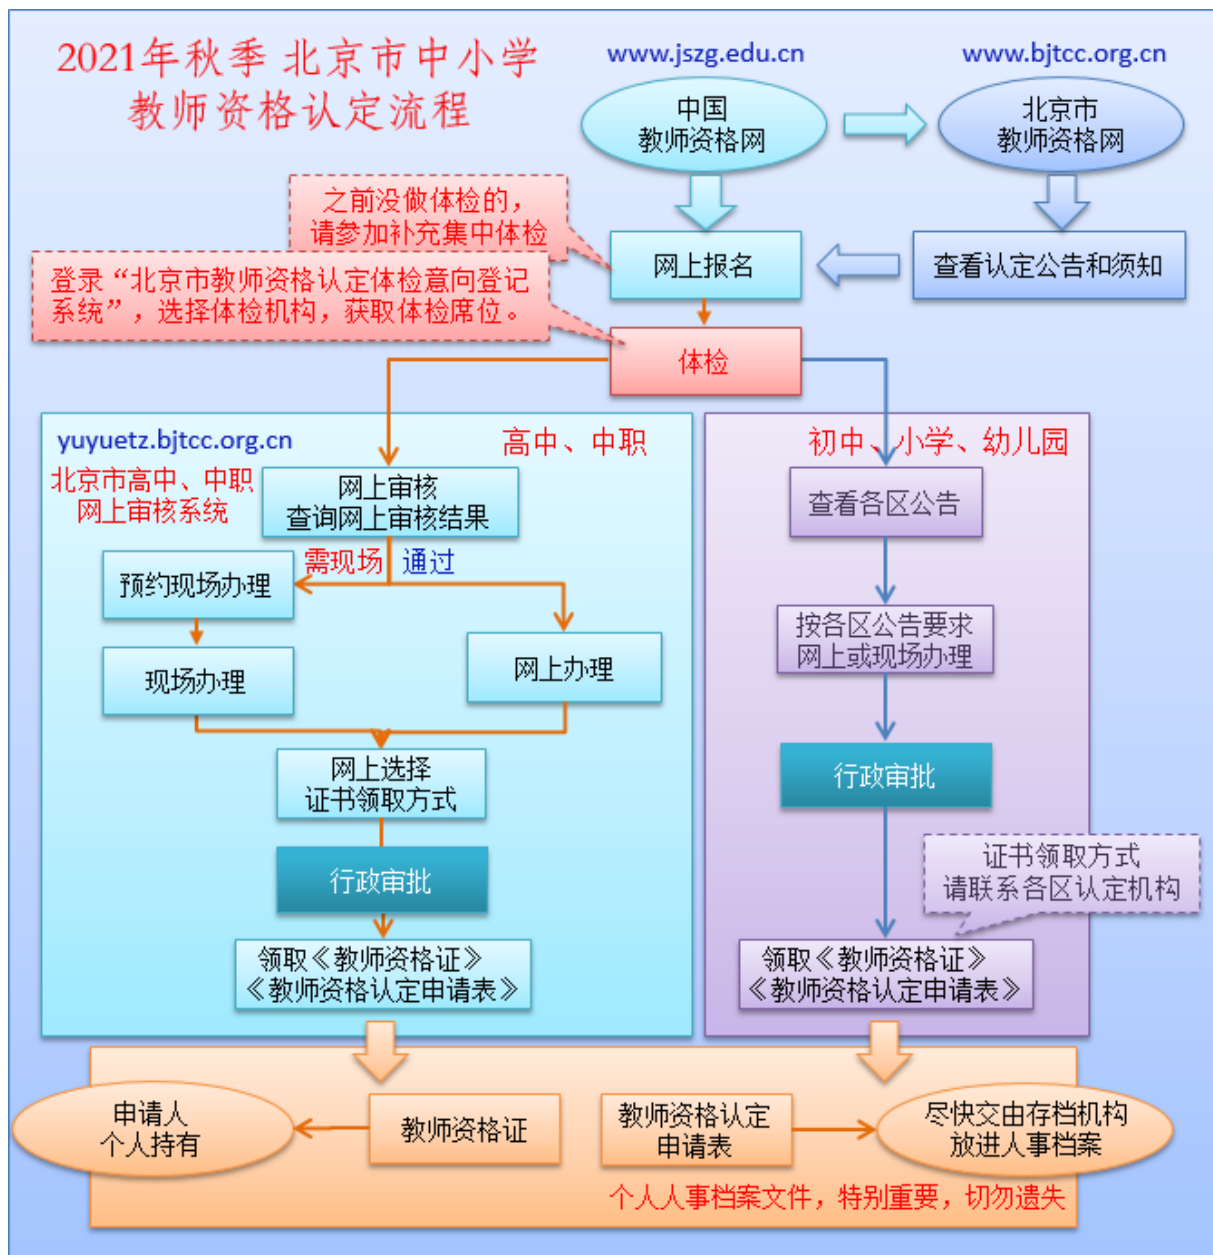 2021年秋季 北京市中小学
教师资格认定流程
www.jszg.edu.cn
www.bjtcc.org.cn
中国
教师资格网
北京市
教师资格网
之前没做体检的，
请参加补充集中体检
网上报名
查看认定公告和须知
登录“北京市教师资格认定体检意向登记
系统”，选择体检机构，获取体检席位。
体检
yuyuetz.bjtcc.org.cn
高中、中职
北京市高中、中职
网上审核系统
网上审核
查询网上审核结果
需现场
通过
预约现场办理
现场办理
网上办理
网上选择
证书领取方式
行政审批
领取《教师资格证》
《教师资格认定申请表》
初中、小学、幼儿园
查看各区公告
按各区公告要求
网上或现场办理
行政审批
证书领取方式
请联系各区认定机构
领取《教师资格证》
《教师资格认定申请表》
申请人
个人持有
教师资格证
教师资格认定
申请表
尽快交由存档机构
放进人事档案
个人人事档案文件，特别重要，切勿遗失